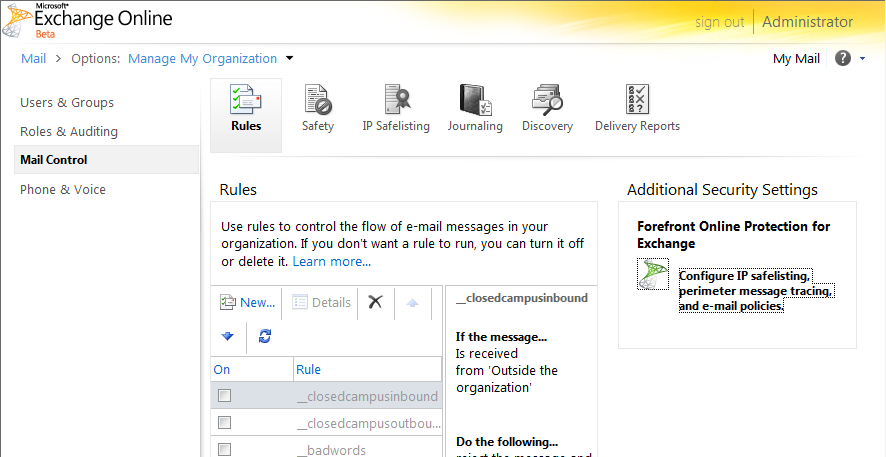 Microsoft®
Exchange Online
Beta
sign out
Administrator
Mail > Options: Manage My Organization
My Mail
?
Users & Groups
Roles & Auditing
Mail Control
Phone & Voice
Rules
Safety
IP Safelisting
Journaling
Discovery
Delivery Reports
Rules
Use rules to control the flow of e-mail messages in your
organization. If you don't want a rule to run, you can turn it off
or delete it. Learn more...
New...
Details
On
Rule
__closedcampusinbound
__closedcampusoutbou...
__badwords
__closedcampusinbound
If the message...
Is received
from 'Outside the
organization'
Do the following...
reject the message and
Additional Security Settings
Forefront Online Protection for
Exchange
Configure IP safelisting,
perimeter message tracing,
and e-mail policies.